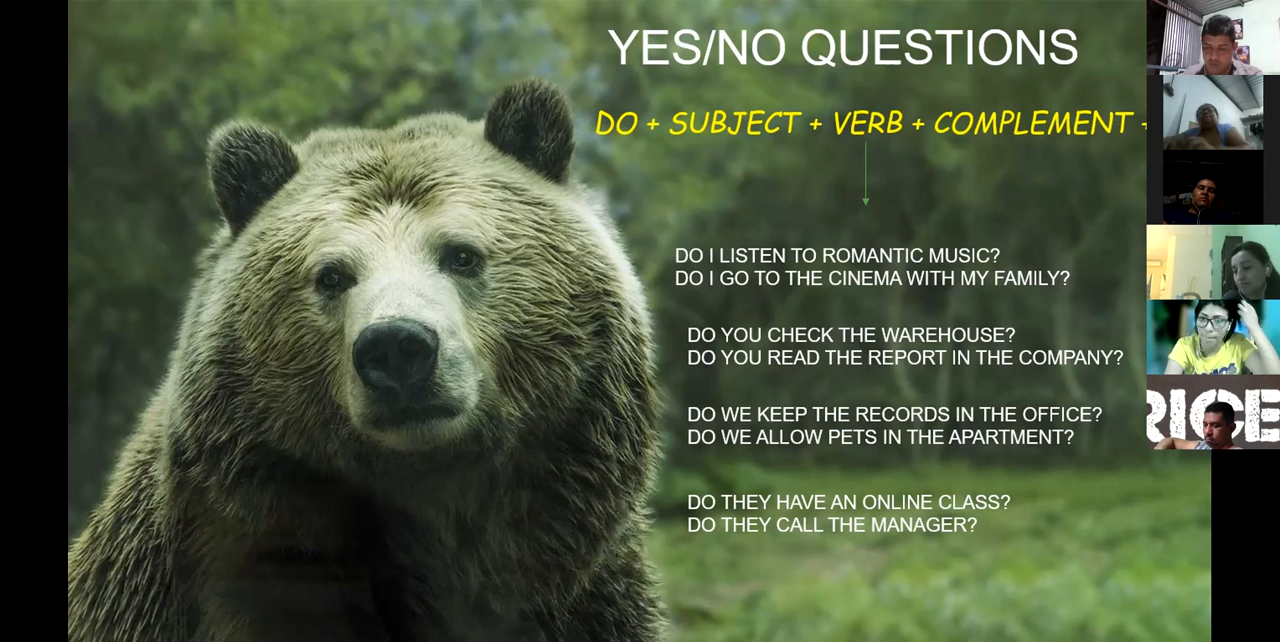 YES/NO QUESTIONS
DO + SUBJECT + VERB + COMPLEMENT +
DO I LISTEN TO ROMANTIC MUSIC?
DO I GO TO THE CINEMA WITH MY FAMILY?
DO YOU CHECK THE WAREHOUSE?
DO YOU READ THE REPORT IN THE COMPANY?
DO WE KEEP THE RECORDS IN THE OFFICE?
DO WE ALLOW PETS IN THE APARTMENT?
DO THEY HAVE AN ONLINE CLASS?
DO THEY CALL THE MANAGER?